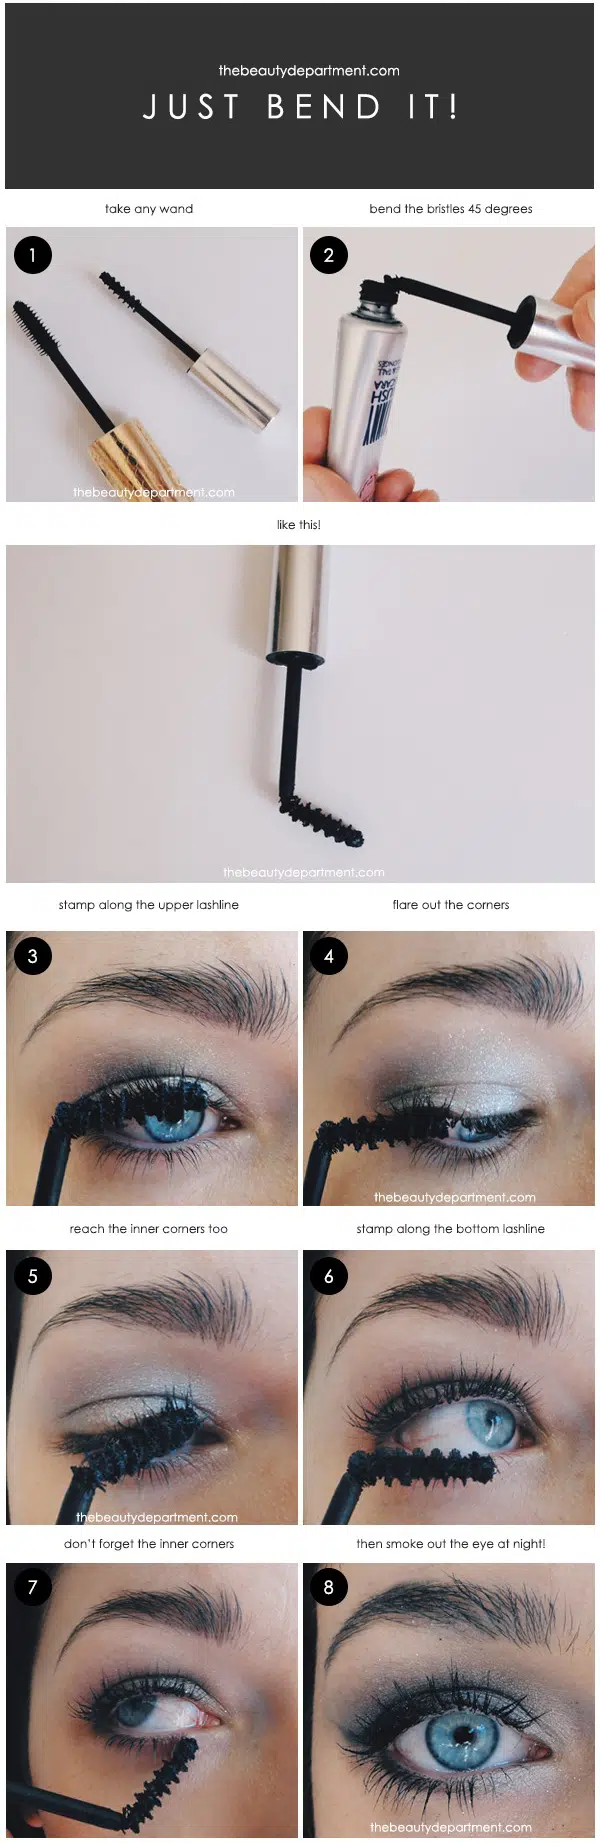 thebeautydepartment.com
JUST BEND IT!
take any wand
bend the bristles 45 degrees
1
2
thebeautydepartment.com
like this!
thebeautydepartment.com
stamp along the upper lashline
flare out the corners
3
4
thebeautydepartment.com
reach the inner corners too
stamp along the bottom lashline
5
6
thebeautydepartment.com
don't forget the inner corners
then smoke out the eye at night!
7
8
thebeautydepartment.com